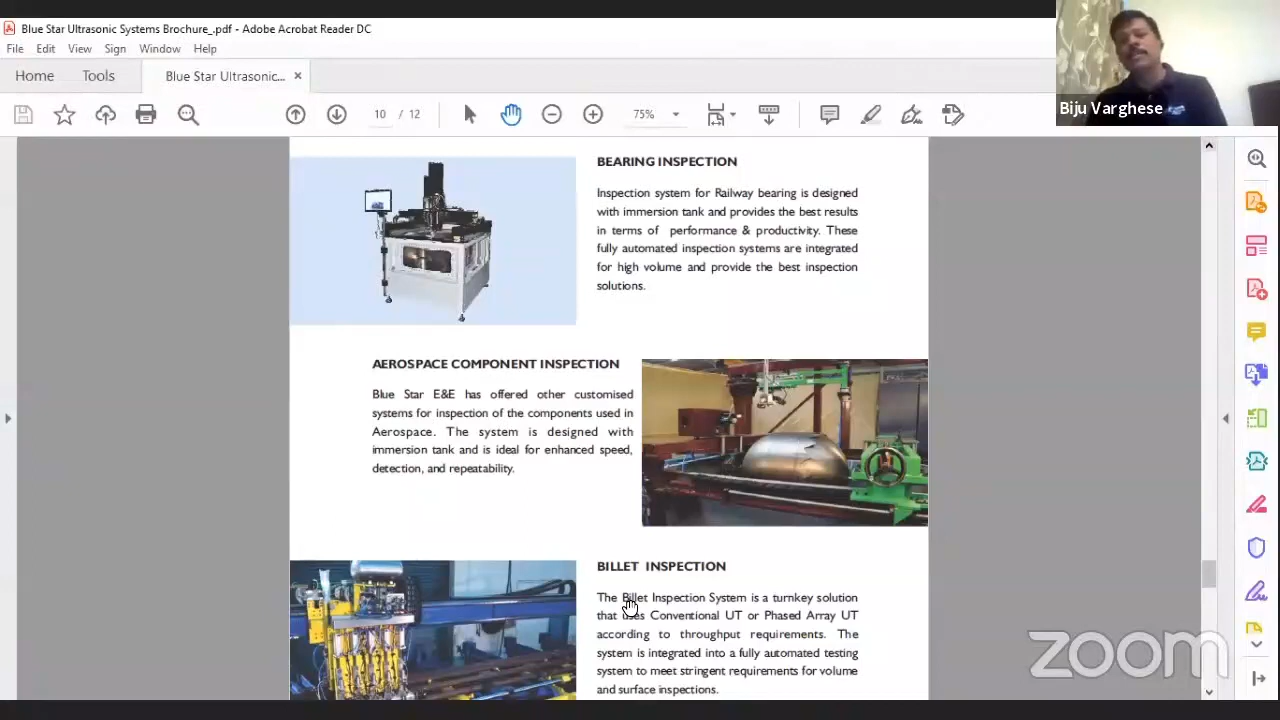 Blue Star Ultrasonic Systems Brochure_.pdf - Adobe Acrobat Reader DC
File Edit View Sign Window Help
Home Tools Blue Star Ultrasonic... ×
10 / 12 75%
Biju Varghese
BEARING INSPECTION
Inspection system for Railway bearing is designed
with immersion tank and provides the best results
in terms of performance & productivity. These
fully automated inspection systems are integrated
for high volume and provide the best inspection
solutions.
AEROSPACE COMPONENT INSPECTION
Blue Star E&E has offered other customised
systems for inspection of the components used in
Aerospace. The system is designed with
immersion tank and is ideal for enhanced speed,
detection, and repeatability.
BILLET INSPECTION
The Billet Inspection System is a turnkey solution
that uses Conventional UT or Phased Array UT
according to throughput requirements. The
system is integrated into a fully automated testing
system to meet stringent requirements for volume
and surface inspections.
zoom